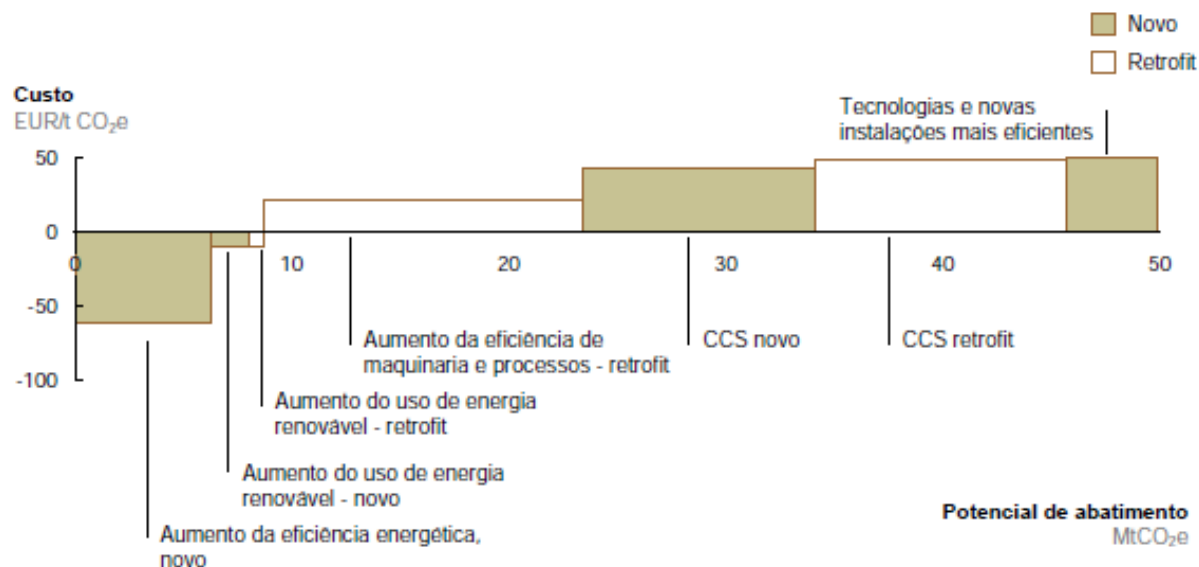 Novo
Retrofit
Custo
EUR/t CO₂e
Tecnologias e novas
instalações mais eficientes
50
0
-50
-100
0
10
20
30
40
50
Aumento da eficiência de
maquinaria e processos - retrofit
CCS novo
CCS retrofit
Aumento do uso de energia
renovável - retrofit
Aumento do uso de energia
renovável - novo
Aumento da eficiência energética,
novo
Potencial de abatimento
MtCO₂e